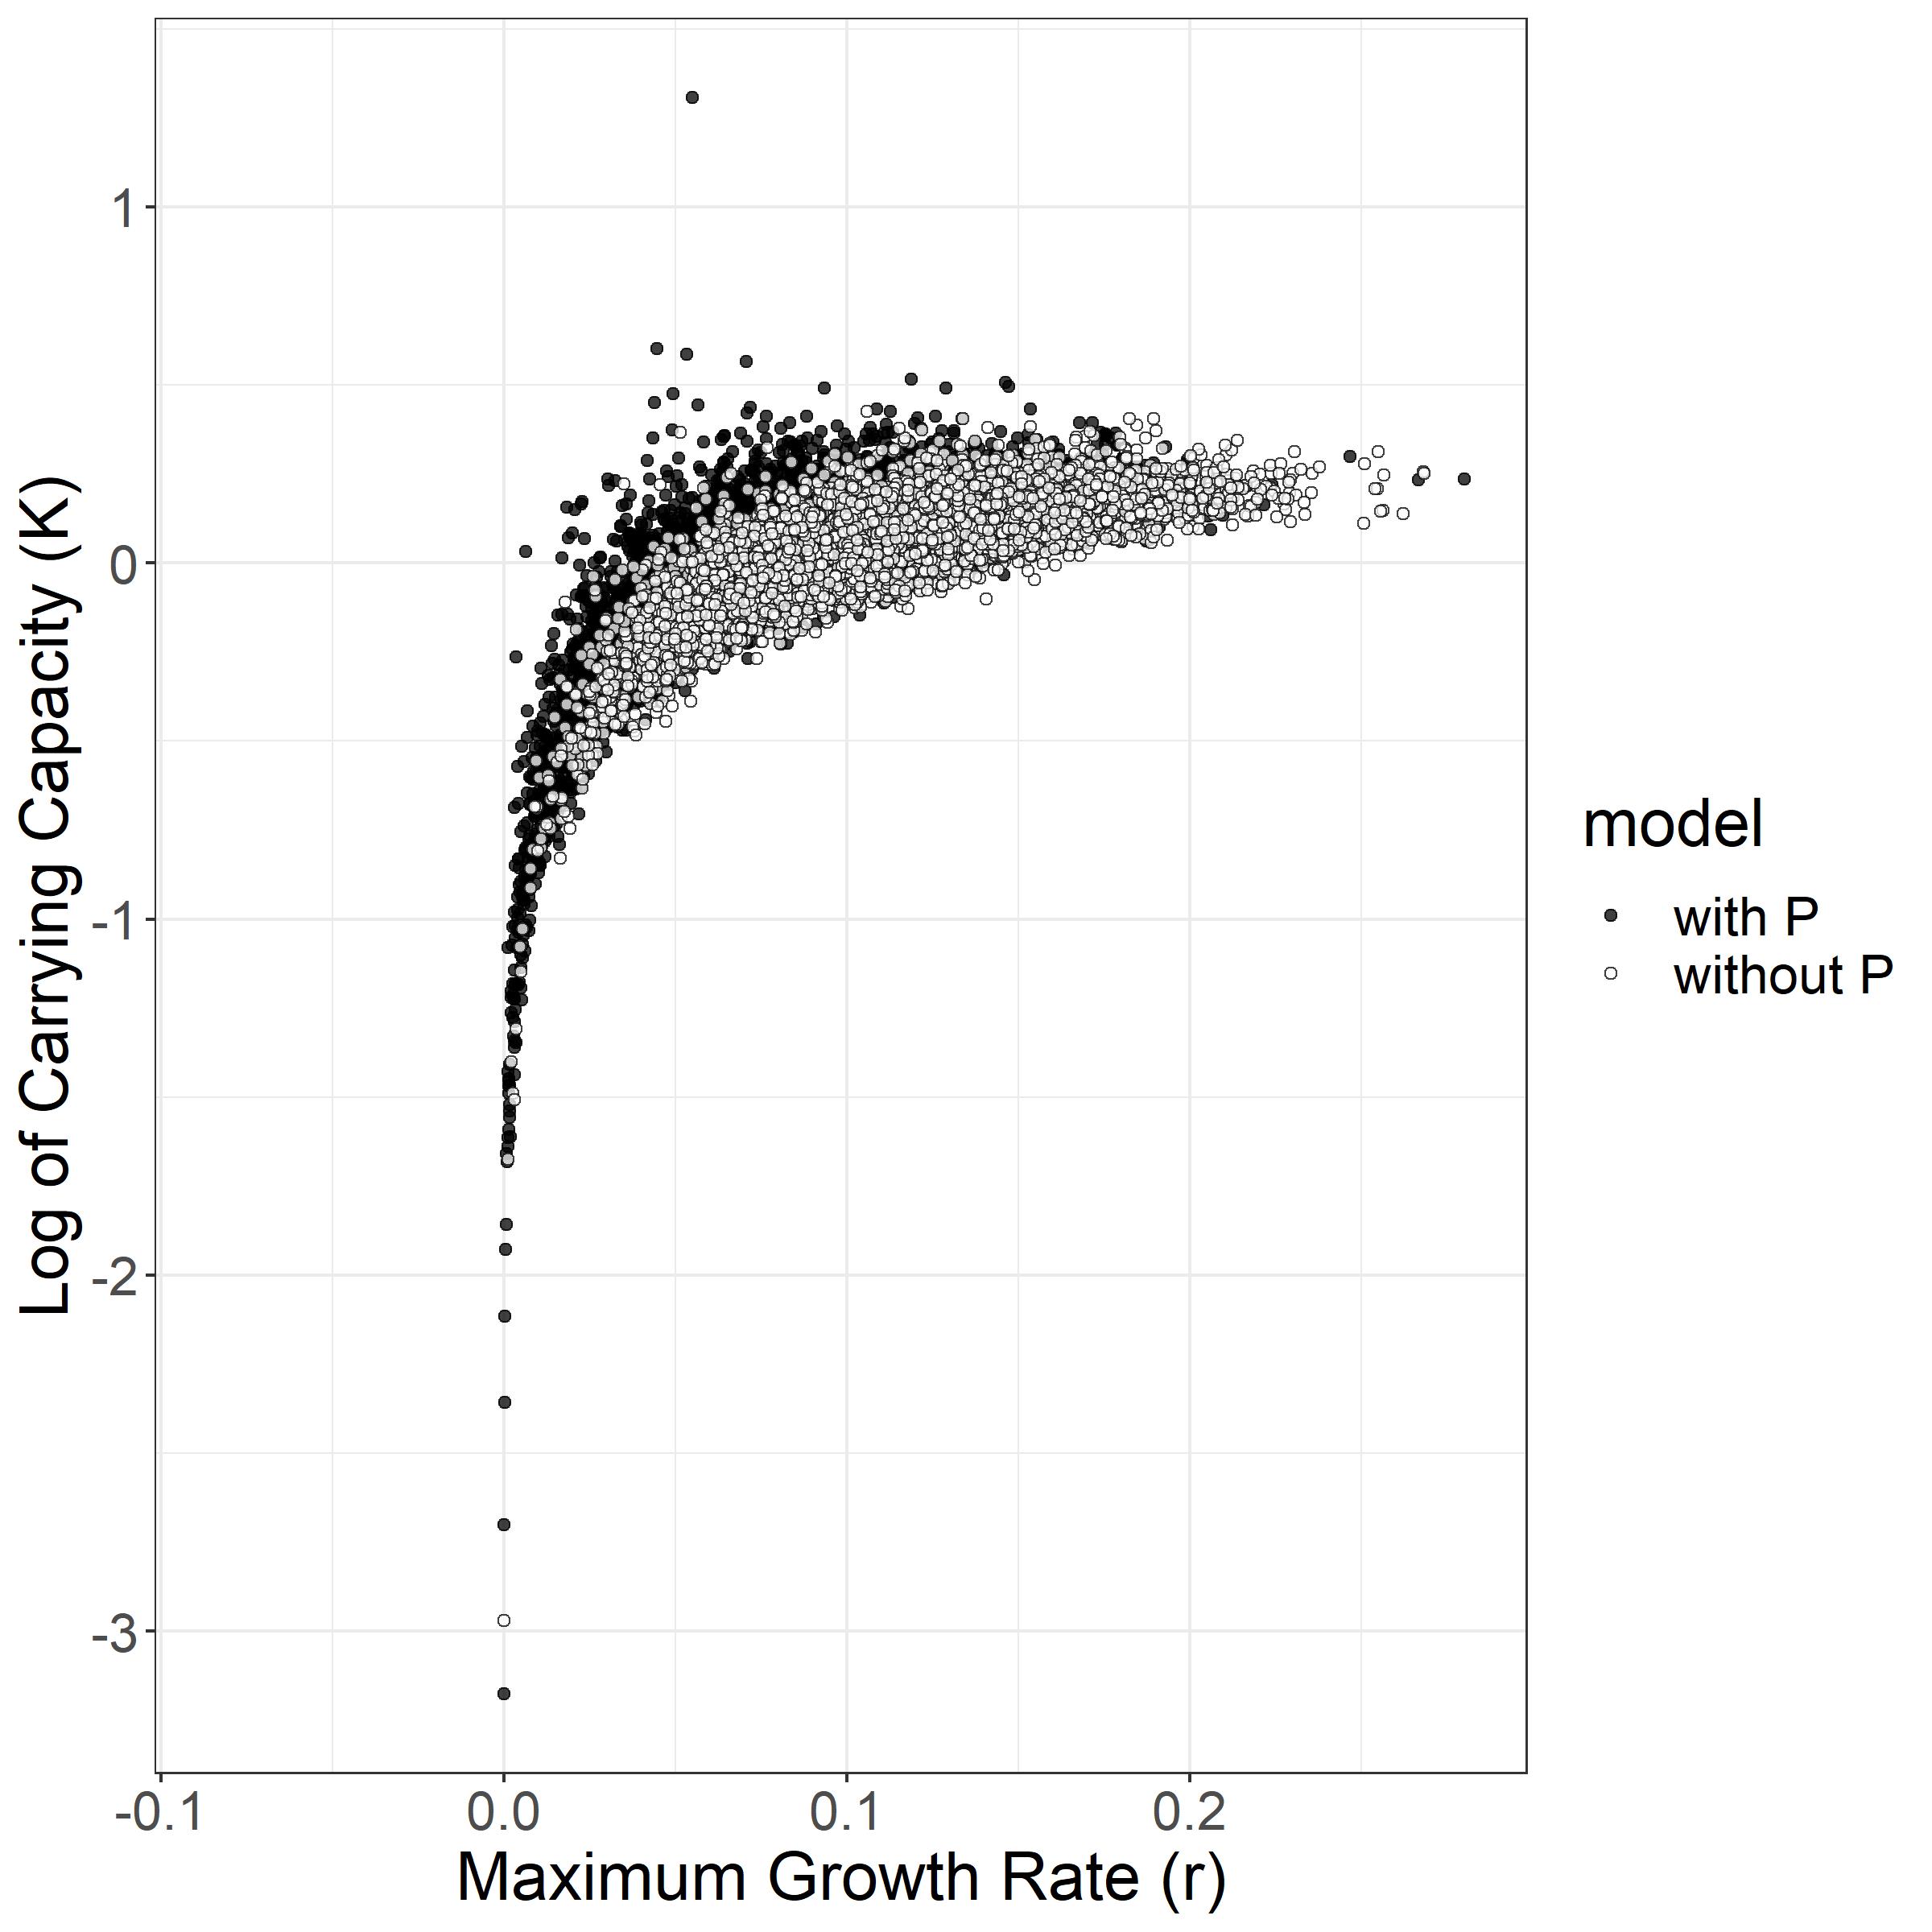 Log of Carrying Capacity (K)
1
0
-1
-2
-3
-0.1 0.0 0.1 0.2
Maximum Growth Rate (r)
model
with P
without P